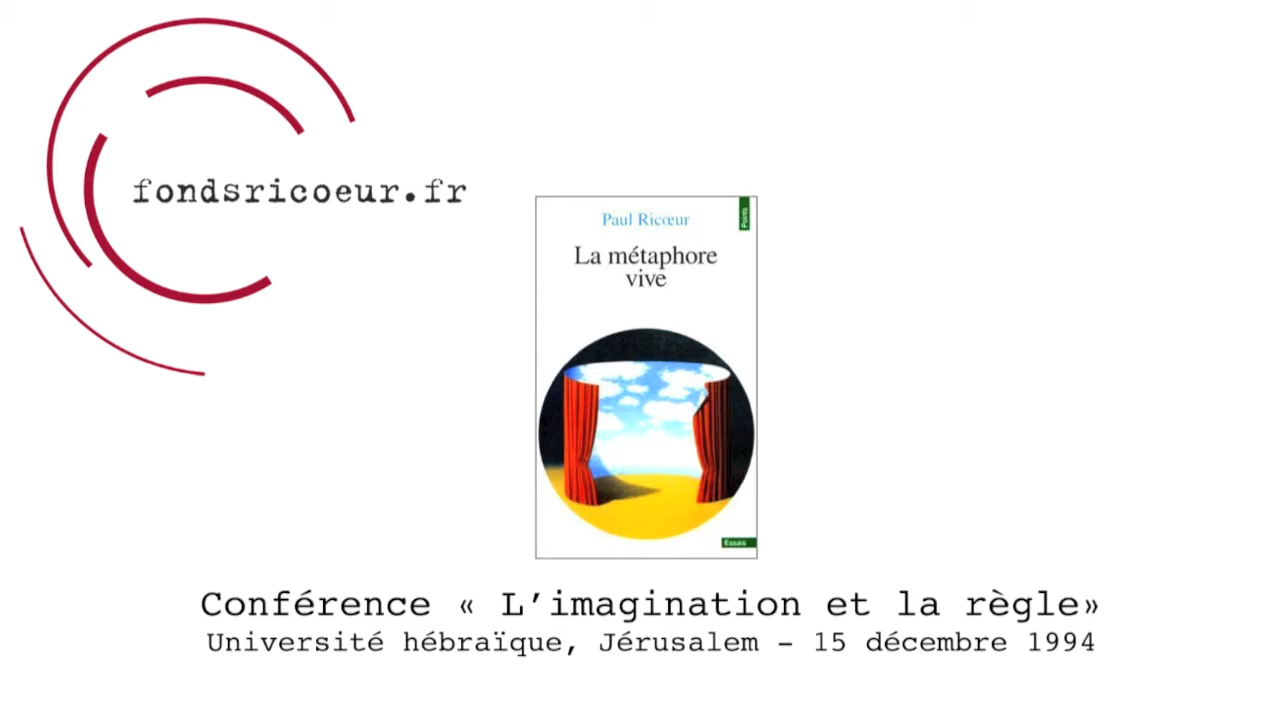 fondsricoeur.fr
Paul Ricœur
Points
La métaphore
vive
Essais
Conférence « L’imagination et la règle»
Université hébraïque, Jérusalem – 15 décembre 1994